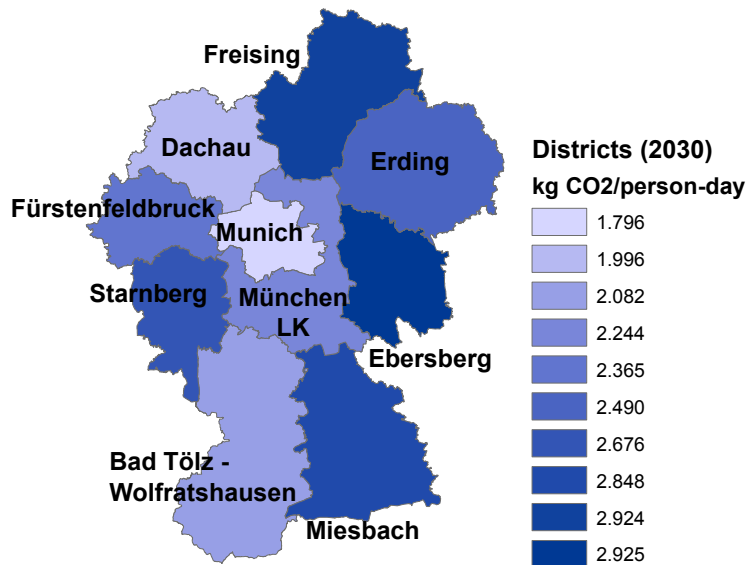 Freising
Dachau
Erding
Fürstenfeldbruck
Munich
Starnberg
München
LK
Ebersberg
Bad Tölz -
Wolfratshausen
Miesbach
Districts (2030)
kg CO2/person-day
1.796
1.996
2.082
2.244
2.365
2.490
2.676
2.848
2.924
2.925